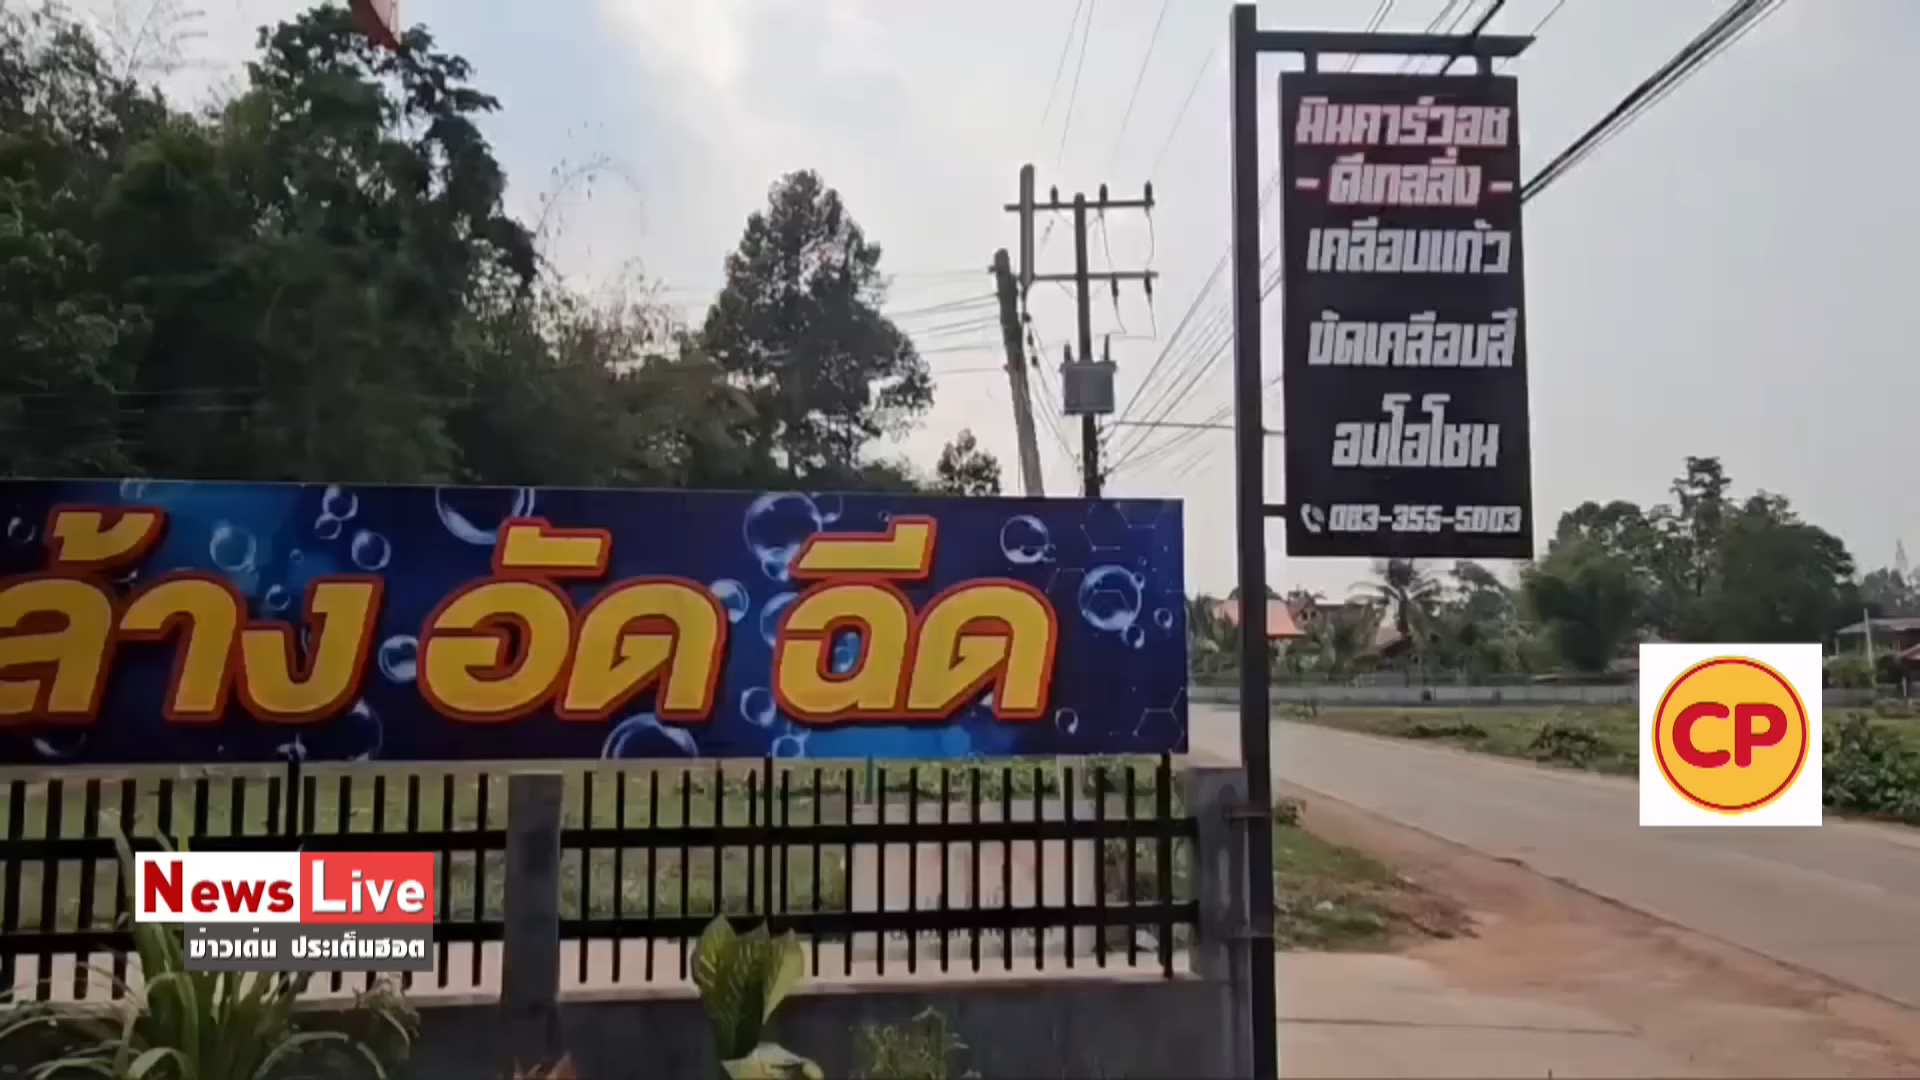 มินคาร์วอช
- ดีเทลลิ่ง -
เคลือบแก้ว
ขัดเคลือบสี
อบโอโซน
083-355-5003
ล้าง อัด ฉีด
CP
News Live
ข่าวเด่น ประเด็นฮอต